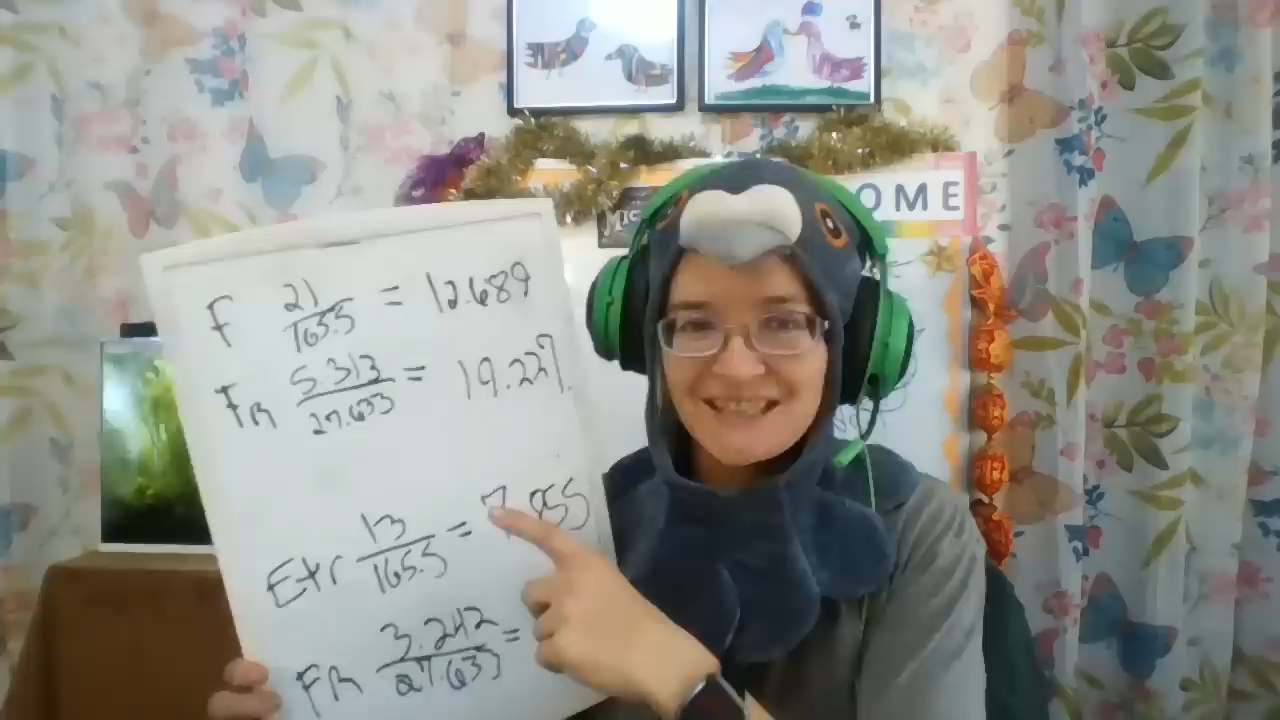 OME
F 21/165.5 = 12.689
FR 5.313/27.633 = 19.227
Extr 13/165.5 = 7.855
FR 3.242/27.633 =